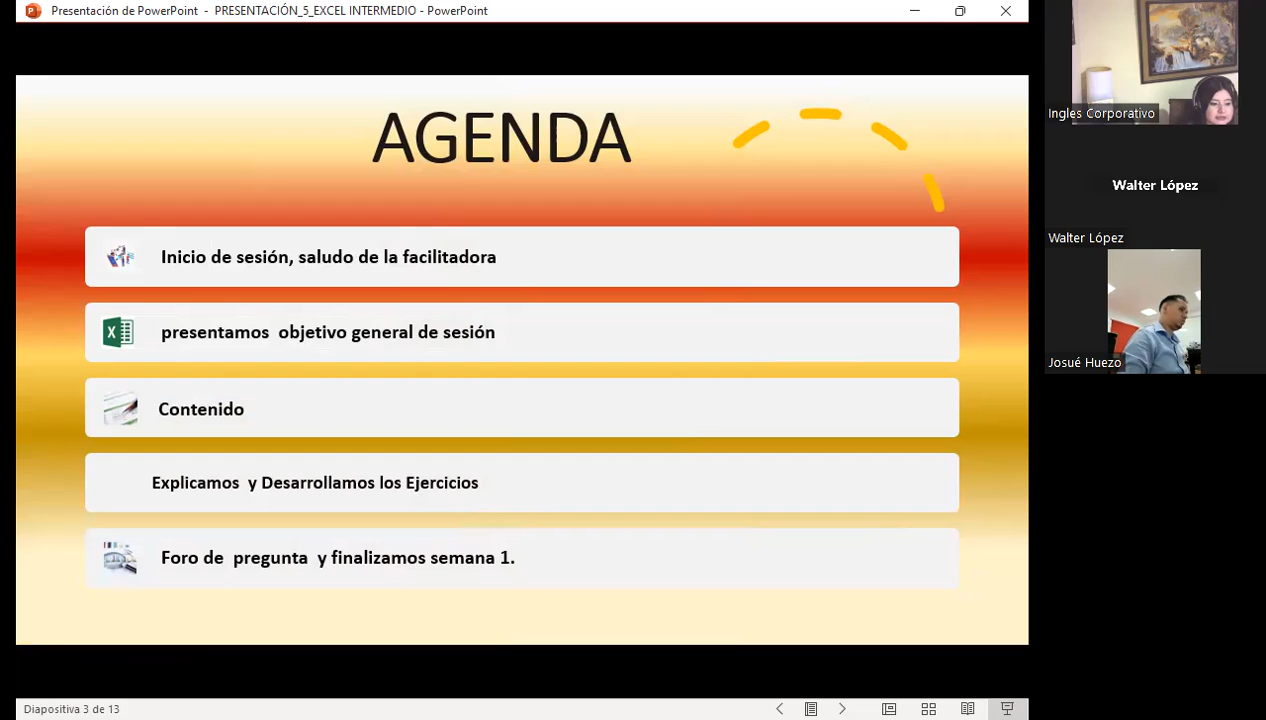 Presentación de PowerPoint - PRESENTACIÓN_5_EXCEL INTERMEDIO - PowerPoint
AGENDA
Inicio de sesión, saludo de la facilitadora
presentamos objetivo general de sesión
Contenido
Explicamos y Desarrollamos los Ejercicios
Foro de pregunta y finalizamos semana 1.
Diapositiva 3 de 13
Ingles Corporativo
Walter López
Walter López
Josué Huezo